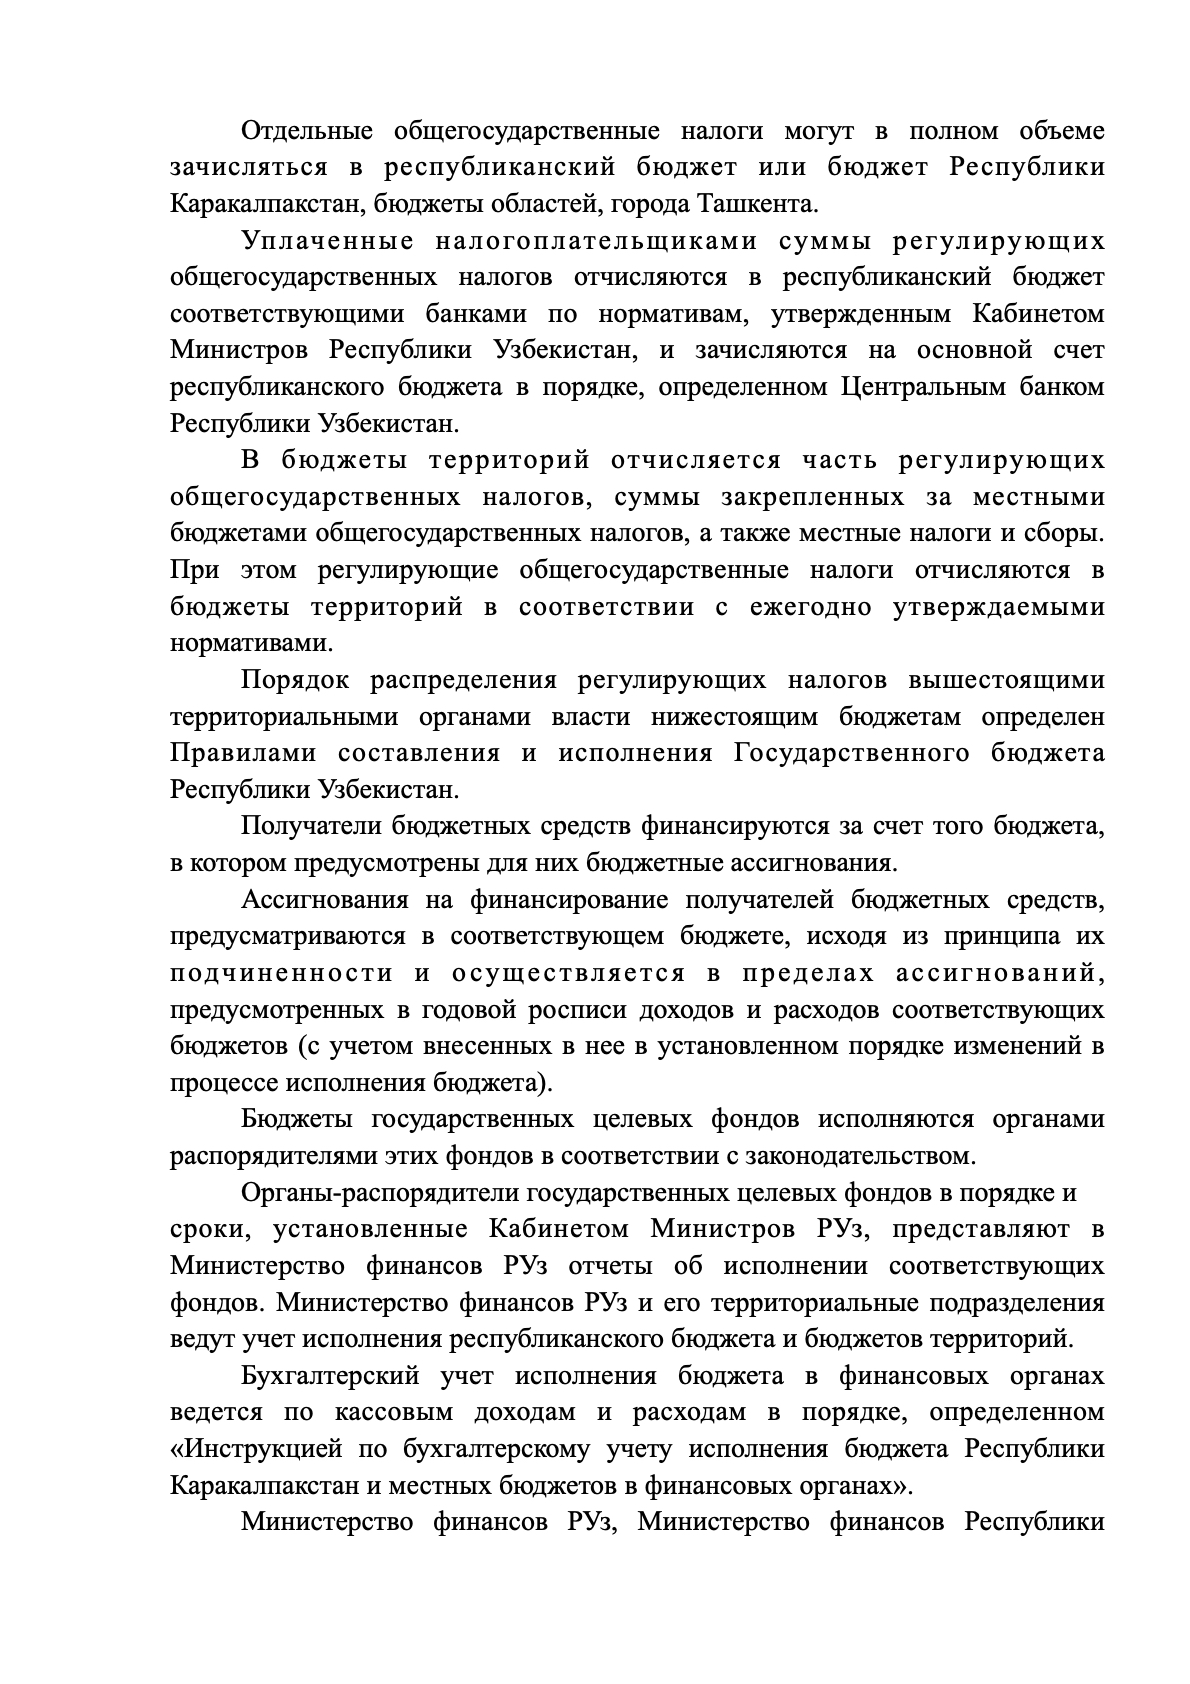 Отдельные общегосударственные налоги могут в полном объеме
зачисляться в республиканский бюджет или бюджет Республики
Каракалпакстан, бюджеты областей, города Ташкента.
Уплаченные налогоплательщиками суммы регулирующих
общегосударственных налогов отчисляются в республиканский бюджет
соответствующими банками по нормативам, утвержденным Кабинетом
Министров Республики Узбекистан, и зачисляются на основной счет
республиканского бюджета в порядке, определенном Центральным банком
Республики Узбекистан.
В бюджеты территорий отчисляется часть регулирующих
общегосударственных налогов, суммы закрепленных за местными
бюджетами общегосударственных налогов, а также местные налоги и сборы.
При этом регулирующие общегосударственные налоги отчисляются в
бюджеты территорий в соответствии с ежегодно утверждаемыми
нормативами.
Порядок распределения регулирующих налогов вышестоящими
территориальными органами власти нижестоящим бюджетам определен
Правилами составления и исполнения Государственного бюджета
Республики Узбекистан.
Получатели бюджетных средств финансируются за счет того бюджета,
в котором предусмотрены для них бюджетные ассигнования.
Ассигнования на финансирование получателей бюджетных средств,
предусматриваются в соответствующем бюджете, исходя из принципа их
подчиненности и осуществляется в пределах ассигнований,
предусмотренных в годовой росписи доходов и расходов соответствующих
бюджетов (с учетом внесенных в нее в установленном порядке изменений в
процессе исполнения бюджета).
Бюджеты государственных целевых фондов исполняются органами
распорядителями этих фондов в соответствии с законодательством.
Органы-распорядители государственных целевых фондов в порядке и
сроки, установленные Кабинетом Министров РУз, представляют в
Министерство финансов РУз отчеты об исполнении соответствующих
фондов. Министерство финансов РУз и его территориальные подразделения
ведут учет исполнения республиканского бюджета и бюджетов территорий.
Бухгалтерский учет исполнения бюджета в финансовых органах
ведется по кассовым доходам и расходам в порядке, определенном
«Инструкцией по бухгалтерскому учету исполнения бюджета Республики
Каракалпакстан и местных бюджетов в финансовых органах».
Министерство финансов РУз, Министерство финансов Республики